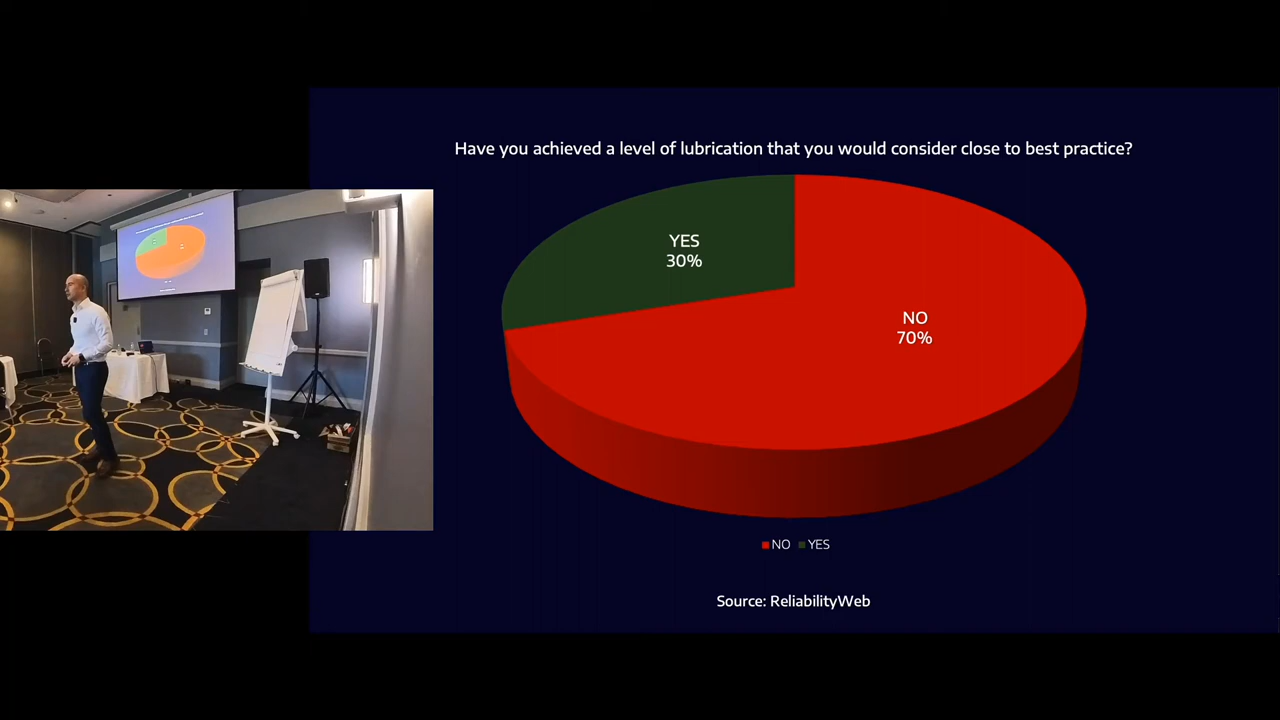 Have you achieved a level of lubrication that you would consider close to best practice?
YES
30%
NO
70%
NO YES
Source: ReliabilityWeb